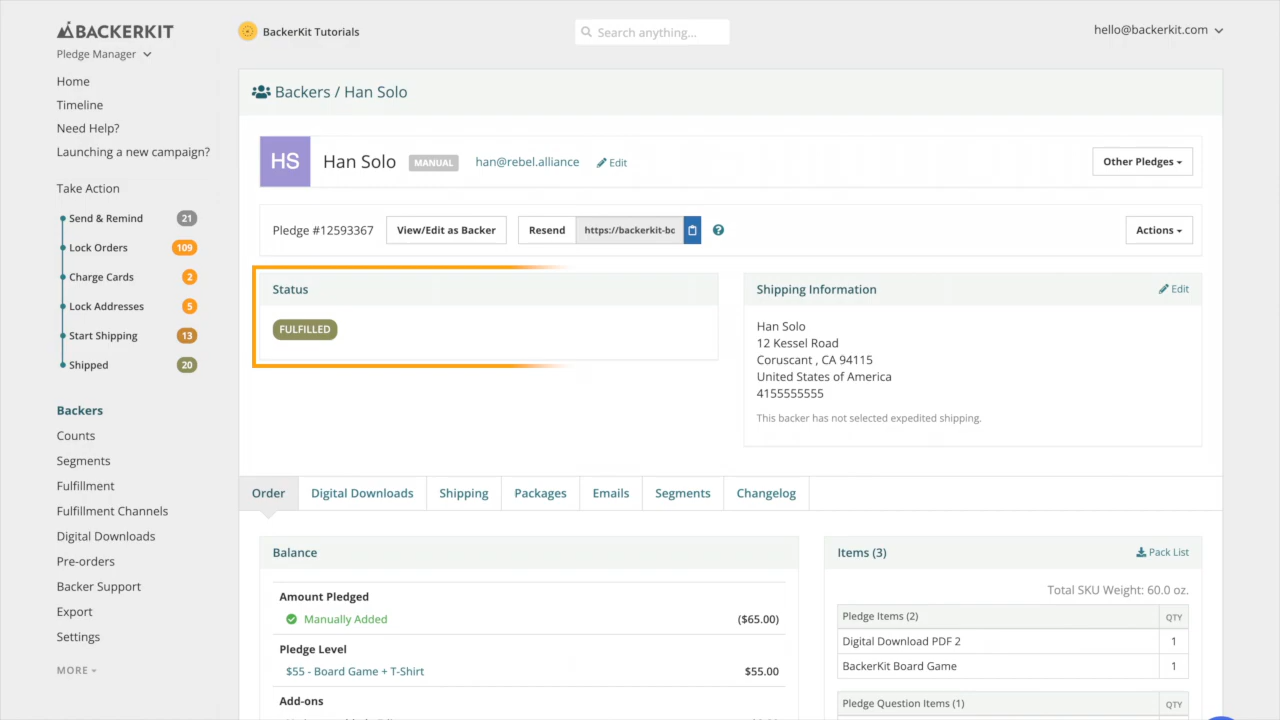 BACKERKIT
Pledge Manager
Home
Timeline
Need Help?
Launching a new campaign?
Take Action
Send & Remind 21
Lock Orders 109
Charge Cards 2
Lock Addresses 5
Start Shipping 13
Shipped 20
Backers
Counts
Segments
Fulfillment
Fulfillment Channels
Digital Downloads
Pre-orders
Backer Support
Export
Settings
MORE
BackerKit Tutorials
Search anything...
hello@backerkit.com
Backers / Han Solo
HS
Han Solo MANUAL han@rebel.alliance Edit
Other Pledges
Pledge #12593367 View/Edit as Backer Resend https://backerkit-bc ?
Actions
Status
FULFILLED
Shipping Information Edit
Han Solo
12 Kessel Road
Coruscant , CA 94115
United States of America
4155555555
This backer has not selected expedited shipping.
Order Digital Downloads Shipping Packages Emails Segments Changelog
Balance
Amount Pledged
Manually Added ($65.00)
Pledge Level
$55 - Board Game + T-Shirt $55.00
Add-ons
Items (3) Pack List
Total SKU Weight: 60.0 oz.
Pledge Items (2) QTY
Digital Download PDF 2 1
BackerKit Board Game 1
Pledge Question Items (1) QTY